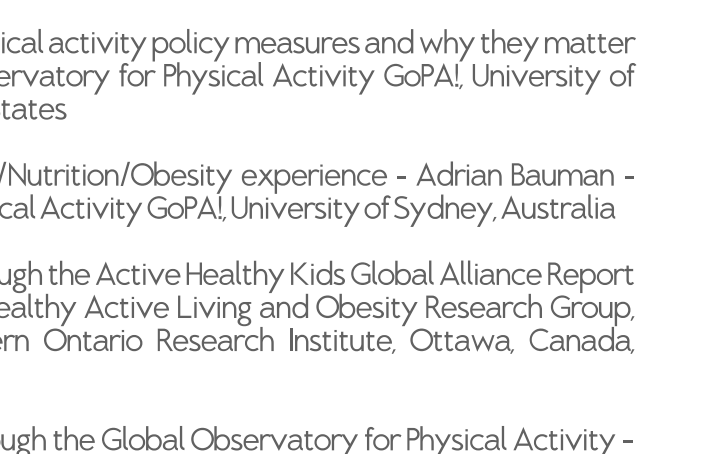 ical activity policy measures and why they matter
ervatory for Physical Activity GoPA!, University of
tates
/Nutrition/Obesity experience - Adrian Bauman -
cal Activity GoPA!, University of Sydney, Australia
ugh the Active Healthy Kids Global Alliance Report
ealthy Active Living and Obesity Research Group,
ern Ontario Research Institute, Ottawa, Canada,
ough the Global Observatory for Physical Activity -